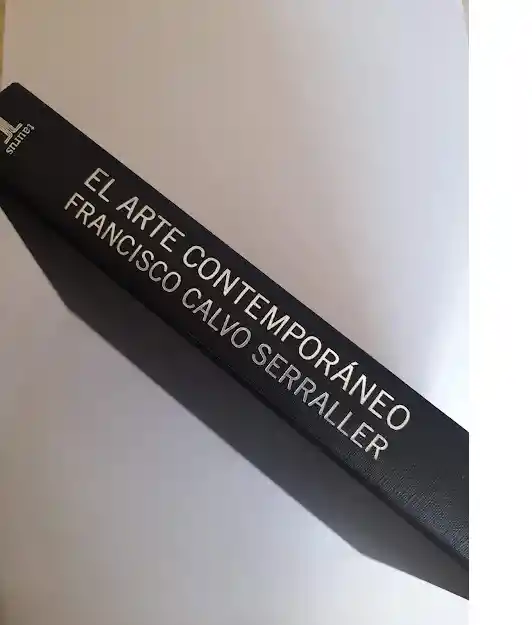 EL ARTE CONTEMPORÁNEO
FRANCISCO CALVO SERRALLER
taurus